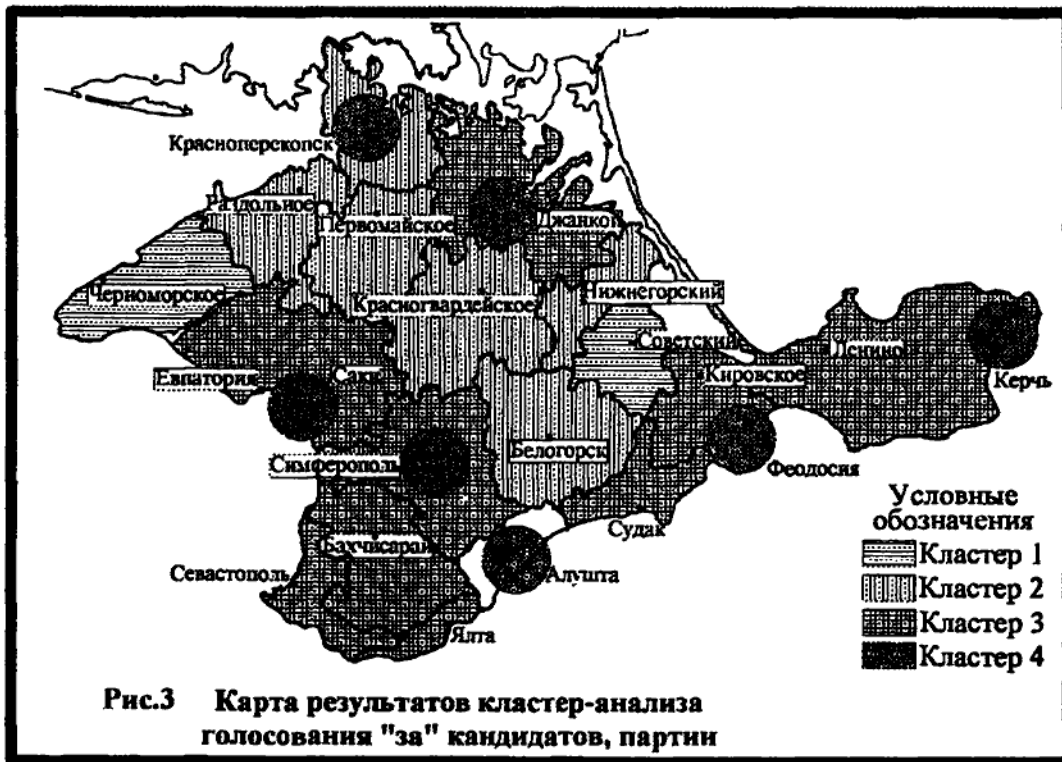 Красноперекопск
Раздольное
Первомайское
Джанкой
Черноморское
Красногвардейское
Нижнегорский
Советский
Ленино
Евпатория
Саки
Кировское
Керчь
Симферополь
Белогорск
Феодосия
Условные
обозначения
Судак
Бахчисарай
Кластер 1
Севастополь
Алушта
Кластер 2
Ялта
Кластер 3
Кластер 4
Рис.3 Карта результатов кластер-анализа
голосования "за" кандидатов, партии